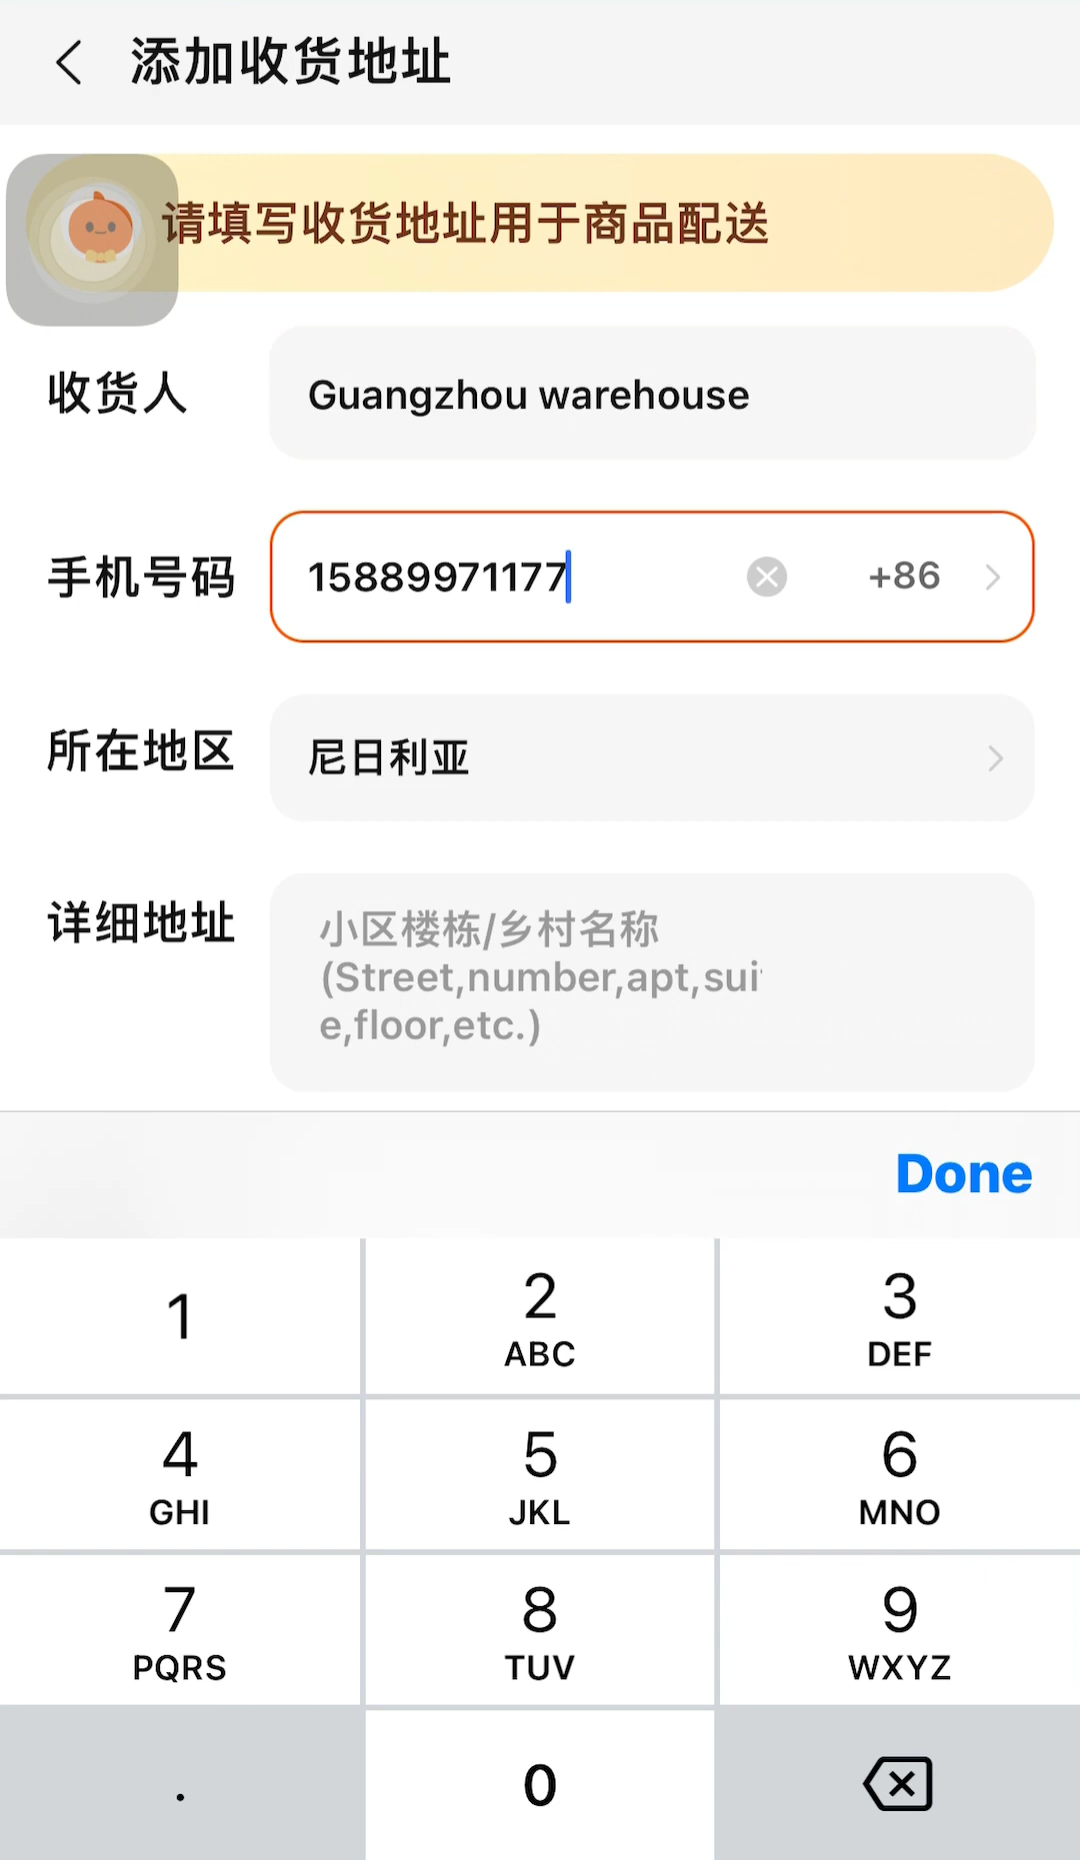 添加收货地址
请填写收货地址用于商品配送
收货人
Guangzhou warehouse
手机号码
15889971177
+86
所在地区
尼日利亚
详细地址
小区楼栋/乡村名称
(Street,number,apt,sui
e,floor,etc.)
Done
1
2
ABC
3
DEF
4
GHI
5
JKL
6
MNO
7
PQRS
8
TUV
9
WXYZ
.
0